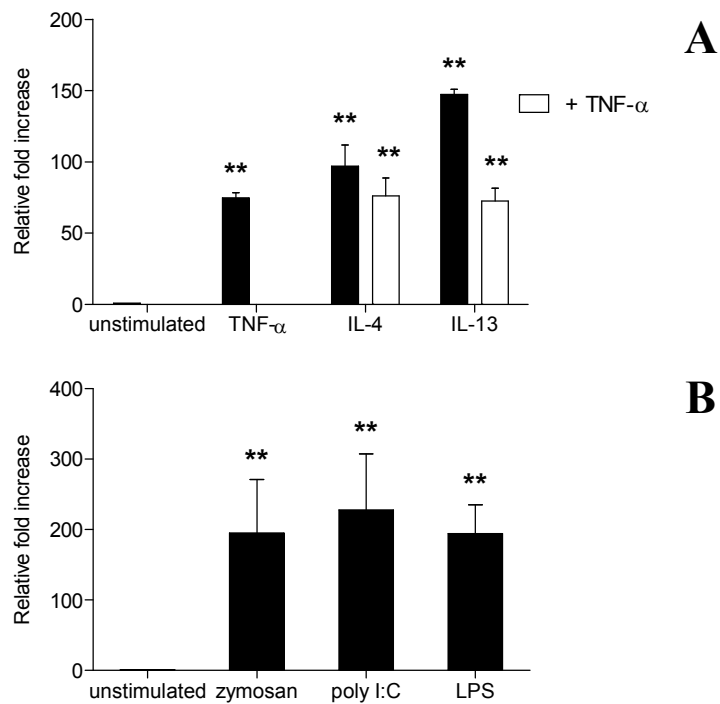 A
Relative fold increase
200
150
100
50
0
**
**
**
**
**
+ TNF-α
unstimulated TNF-α IL-4 IL-13
B
Relative fold increase
400
300
200
100
0
**
**
**
unstimulated zymosan poly I:C LPS